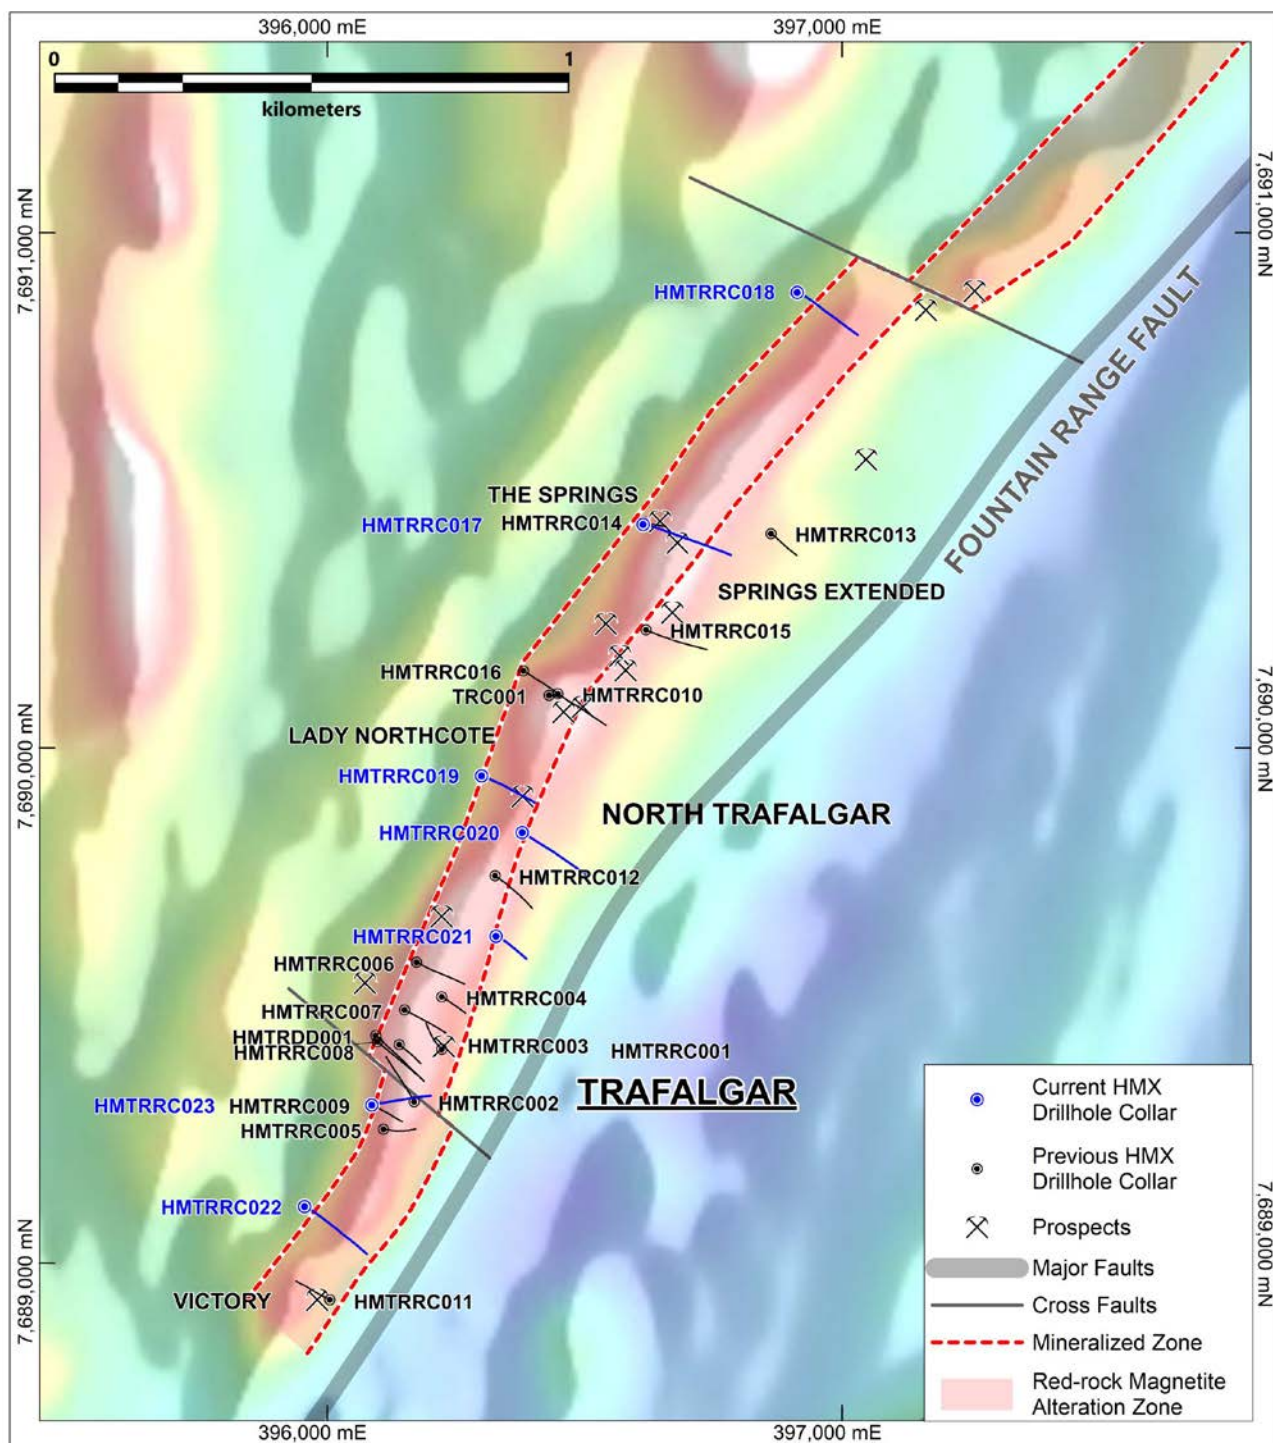 396,000 mE
397,000 mE
0
1
kilometers
7,691,000 mN
7,691,000 mN
HMTRRC018
FOUNTAIN RANGE FAULT
THE SPRINGS
HMTRRC017
HMTRRC014
HMTRRC013
SPRINGS EXTENDED
HMTRRC015
HMTRRC016
TRC001
HMTRRC010
LADY NORTHCOTE
7,690,000 mN
7,690,000 mN
HMTRRC019
NORTH TRAFALGAR
HMTRRC020
HMTRRC012
HMTRRC021
HMTRRC006
HMTRRC004
HMTRRC007
HMTRDD001
HMTRRC008
HMTRRC003
HMTRRC001
TRAFALGAR
HMTRRC023
HMTRRC009
HMTRRC002
HMTRRC005
HMTRRC022
7,689,000 mN
7,689,000 mN
VICTORY
HMTRRC011
Current HMX
Drillhole Collar
Previous HMX
Drillhole Collar
Prospects
Major Faults
Cross Faults
Mineralized Zone
Red-rock Magnetite
Alteration Zone
396,000 mE
397,000 mE